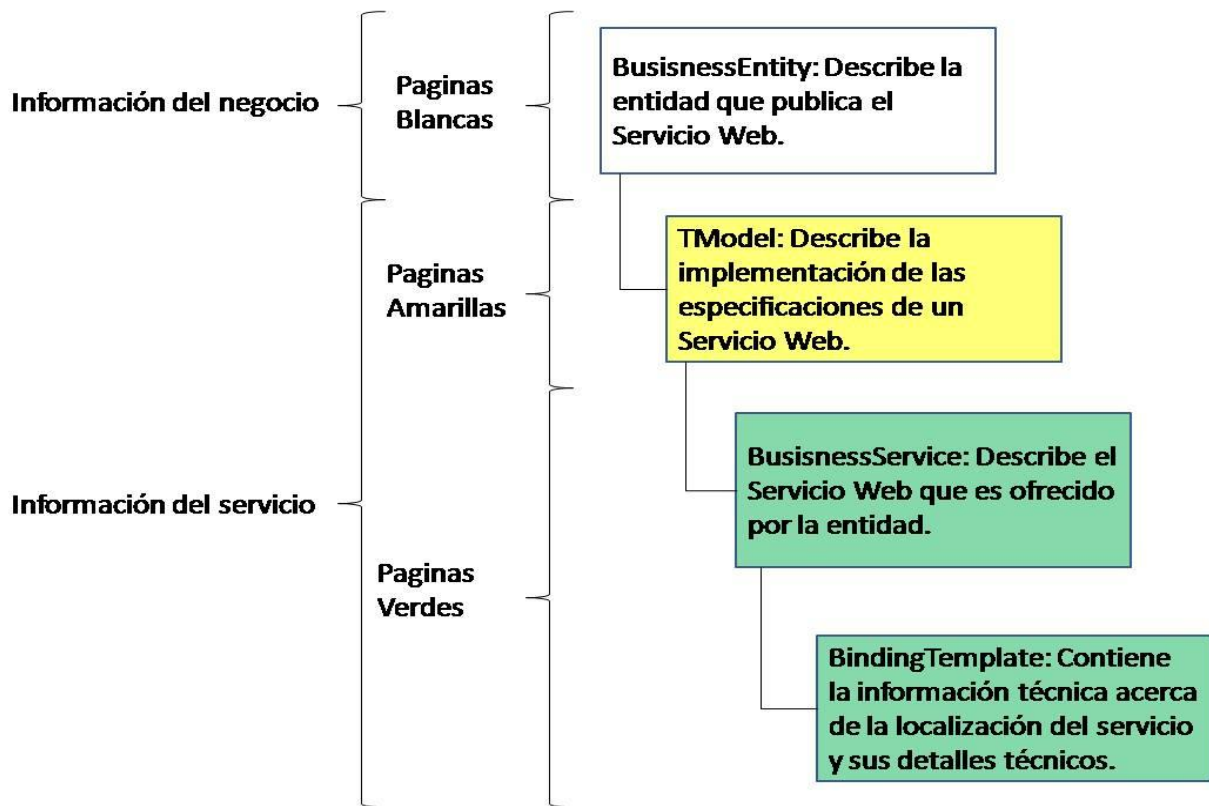 Información del negocio
Paginas
Blancas
BusisnessEntity: Describe la
entidad que publica el
Servicio Web.
Paginas
Amarillas
TModel: Describe la
implementación de las
especificaciones de un
Servicio Web.
Información del servicio
BusisnessService: Describe el
Servicio Web que es ofrecido
por la entidad.
Paginas
Verdes
BindingTemplate: Contiene
la información técnica acerca
de la localización del servicio
y sus detalles técnicos.